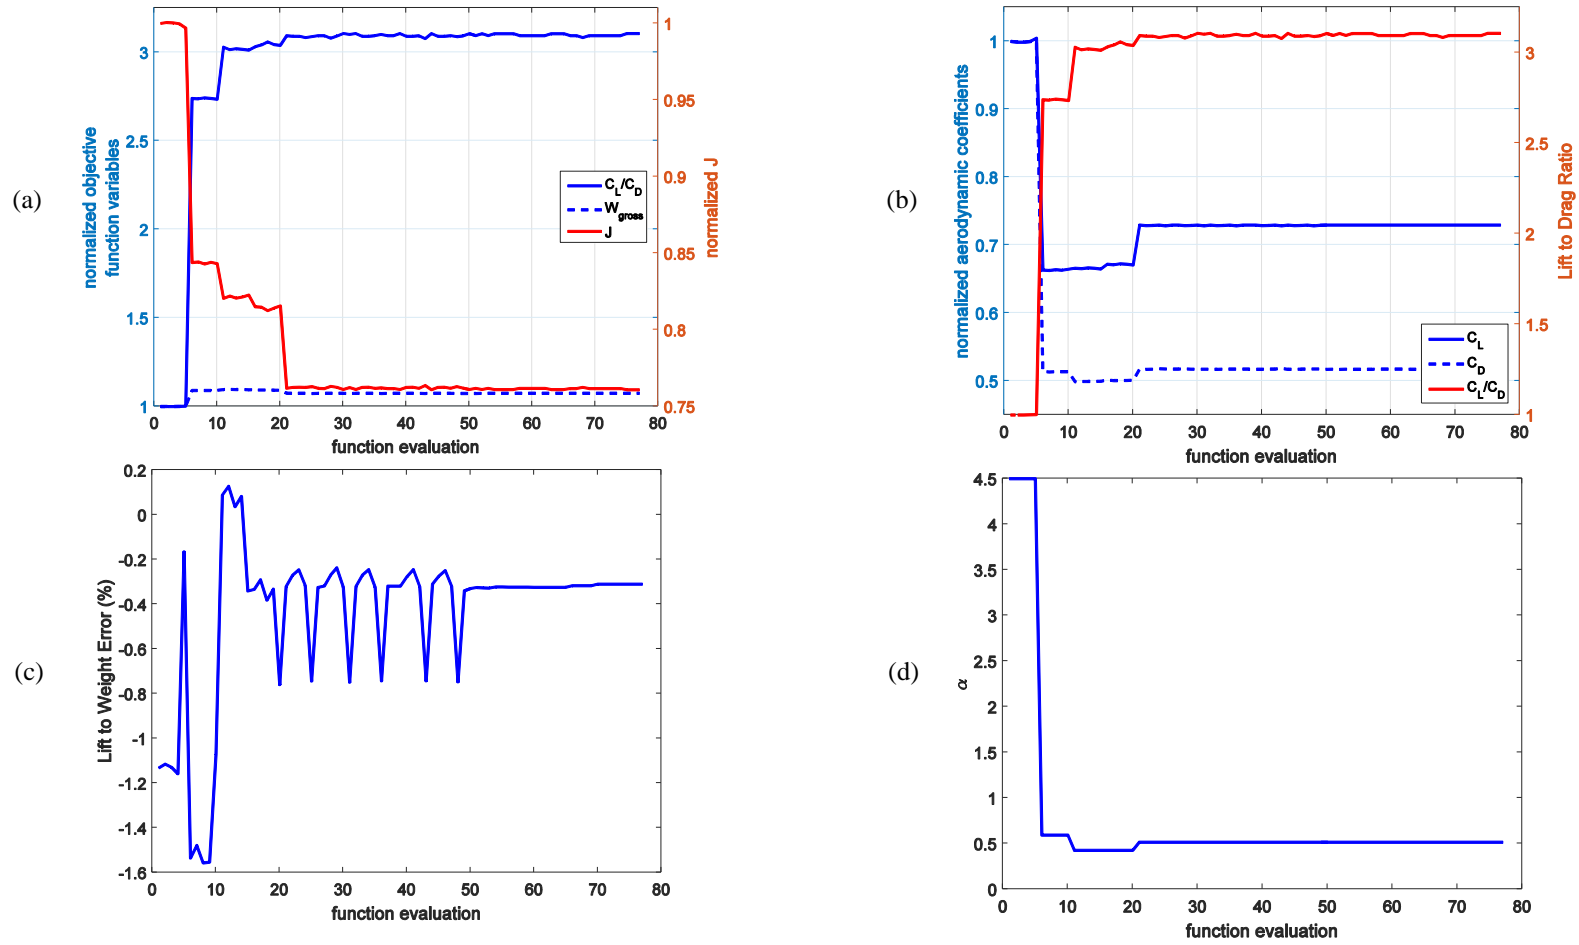 (a)
normalized objective
function variables
3
2.5
2
1.5
1
1
0.95
0.9
0.85
0.8
0.75
normalized J
C_L/C_D
W_gross
J
0 10 20 30 40 50 60 70 80
function evaluation
(b)
normalized aerodynamic coefficients
1
0.9
0.8
0.7
0.6
0.5
3
2.5
2
1.5
1
Lift to Drag Ratio
C_L
C_D
C_L/C_D
0 10 20 30 40 50 60 70 80
function evaluation
(c)
Lift to Weight Error (%)
0.2
0
-0.2
-0.4
-0.6
-0.8
-1
-1.2
-1.4
-1.6
0 10 20 30 40 50 60 70 80
function evaluation
(d)
α
4.5
4
3.5
3
2.5
2
1.5
1
0.5
0
0 10 20 30 40 50 60 70 80
function evaluation